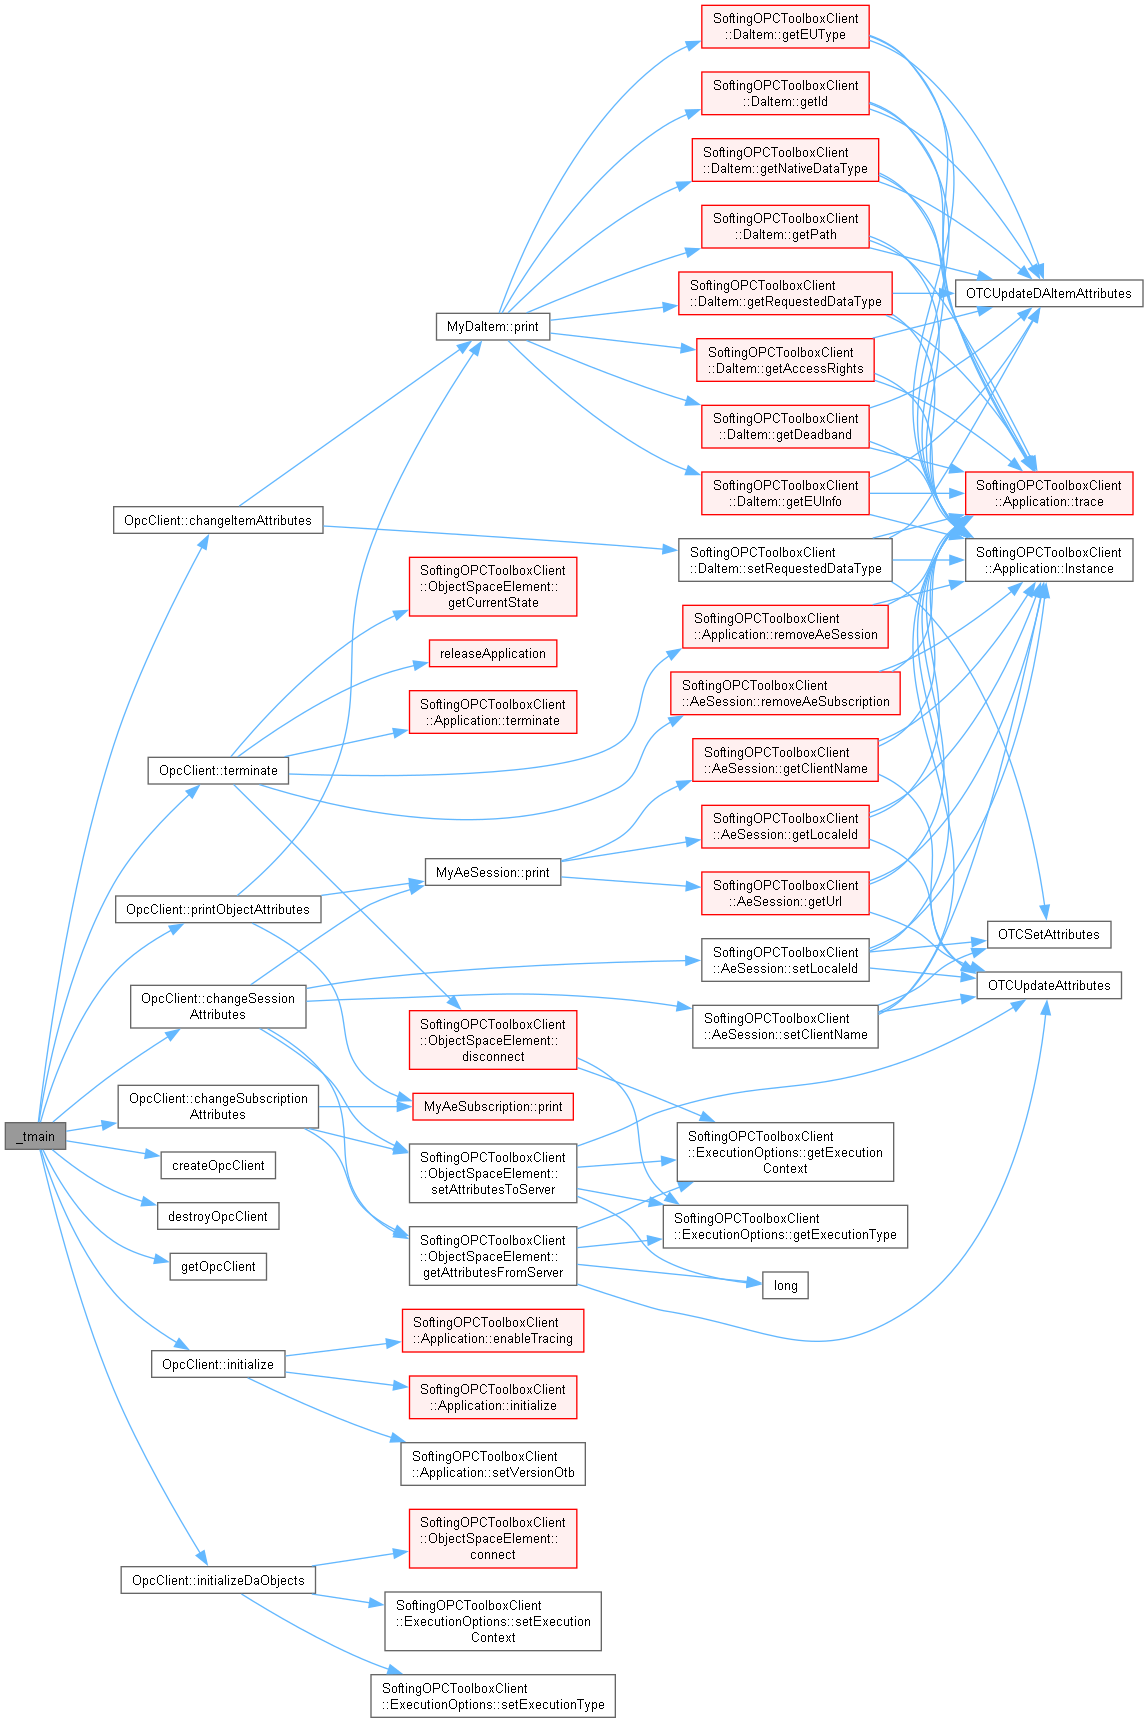 SoftingOPCToolboxClient
::DaItem::getEUType
SoftingOPCToolboxClient
::DaItem::getId
SoftingOPCToolboxClient
::DaItem::getNativeDataType
SoftingOPCToolboxClient
::DaItem::getPath
SoftingOPCToolboxClient
::DaItem::getRequestedDataType
OTCUpdateDAItemAttributes
MyDaItem::print
SoftingOPCToolboxClient
::DaItem::getAccessRights
SoftingOPCToolboxClient
::DaItem::getDeadband
SoftingOPCToolboxClient
::DaItem::getEUInfo
SoftingOPCToolboxClient
::Application::trace
OpcClient::changeItemAttributes
SoftingOPCToolboxClient
::DaItem::setRequestedDataType
SoftingOPCToolboxClient
::Application::Instance
SoftingOPCToolboxClient
::ObjectSpaceElement::
getCurrentState
SoftingOPCToolboxClient
::Application::removeAeSession
releaseApplication
SoftingOPCToolboxClient
::AeSession::removeAeSubscription
SoftingOPCToolboxClient
::Application::terminate
OpcClient::terminate
SoftingOPCToolboxClient
::AeSession::getClientName
SoftingOPCToolboxClient
::AeSession::getLocaleId
MyAeSession::print
SoftingOPCToolboxClient
::AeSession::getUrl
OpcClient::printObjectAttributes
OTCSetAttributes
SoftingOPCToolboxClient
::AeSession::setLocaleId
OTCUpdateAttributes
OpcClient::changeSession
Attributes
SoftingOPCToolboxClient
::AeSession::setClientName
SoftingOPCToolboxClient
::ObjectSpaceElement::
disconnect
OpcClient::changeSubscription
Attributes
MyAeSubscription::print
_tmain
SoftingOPCToolboxClient
::ExecutionOptions::getExecution
Context
createOpcClient
SoftingOPCToolboxClient
::ObjectSpaceElement::
setAttributesToServer
destroyOpcClient
SoftingOPCToolboxClient
::ExecutionOptions::getExecutionType
getOpcClient
SoftingOPCToolboxClient
::ObjectSpaceElement::
getAttributesFromServer
long
SoftingOPCToolboxClient
::Application::enableTracing
OpcClient::initialize
SoftingOPCToolboxClient
::Application::initialize
SoftingOPCToolboxClient
::Application::setVersionOtb
SoftingOPCToolboxClient
::ObjectSpaceElement::
connect
OpcClient::initializeDaObjects
SoftingOPCToolboxClient
::ExecutionOptions::setExecution
Context
SoftingOPCToolboxClient
::ExecutionOptions::setExecutionType